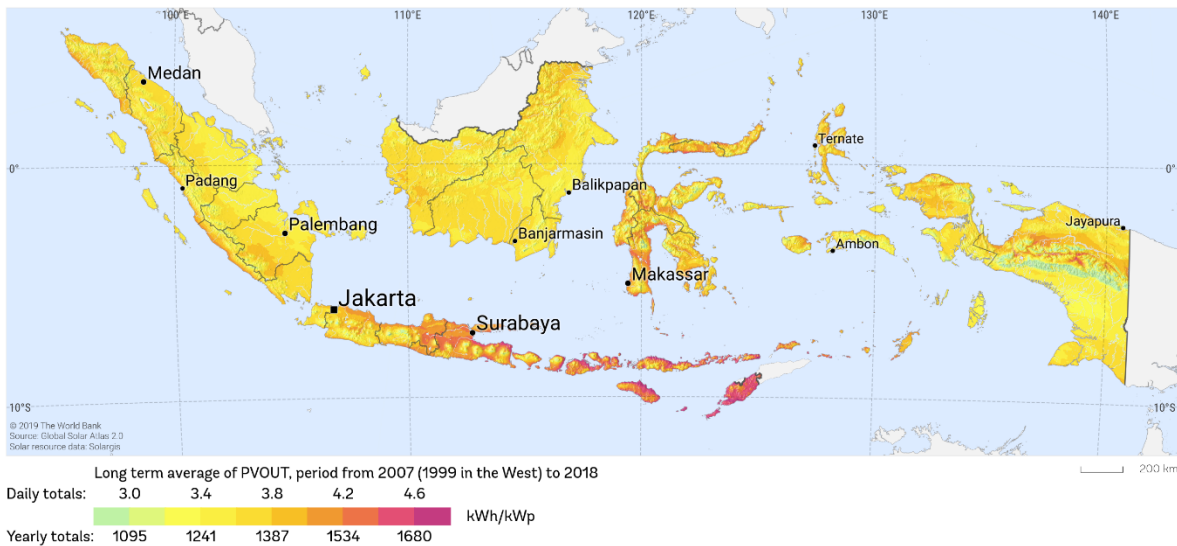 100°E 110°E 120°E 130°E 140°E
Medan
Ternate
0° 0°
Padang
Balikpapan
Palembang
Jayapura
Banjarmasin
Ambon
Makassar
Jakarta
Surabaya
10°S 10°S
© 2019 The World Bank
Source: Global Solar Atlas 2.0
Solar resource data: Solargis
200 km
Long term average of PVOUT, period from 2007 (1999 in the West) to 2018
Daily totals: 3.0 3.4 3.8 4.2 4.6
kWh/kWp
Yearly totals: 1095 1241 1387 1534 1680